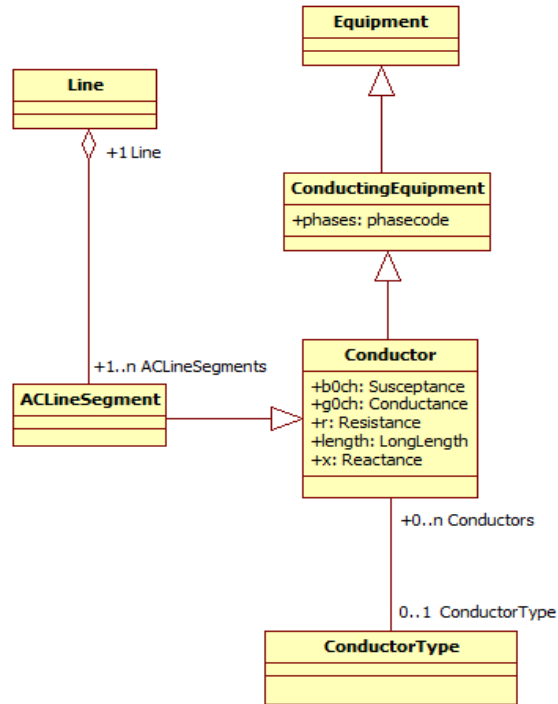 Equipment
Line
+1 Line
ConductingEquipment
+phases: phasecode
+1..n ACLineSegments
ACLineSegment
Conductor
+b0ch: Susceptance
+g0ch: Conductance
+r: Resistance
+length: LongLength
+x: Reactance
+0..n Conductors
0..1 ConductorType
ConductorType